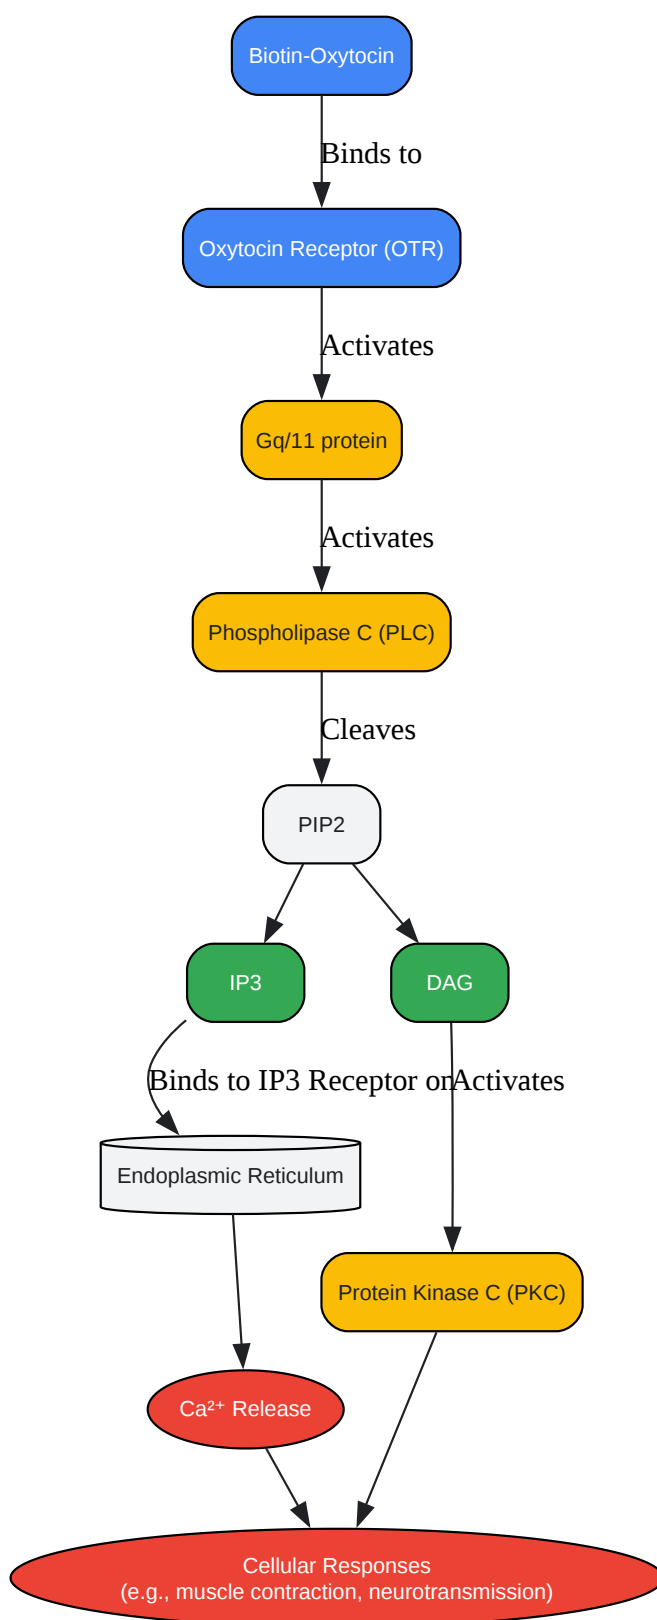 Biotin-Oxytocin
Binds to
Oxytocin Receptor (OTR)
Activates
Gq/11 protein
Activates
Phospholipase C (PLC)
Cleaves
PIP2
IP3
DAG
Binds to IP3 Receptor on
Activates
Endoplasmic Reticulum
Protein Kinase C (PKC)
Ca²⁺ Release
Cellular Responses
(e.g., muscle contraction, neurotransmission)